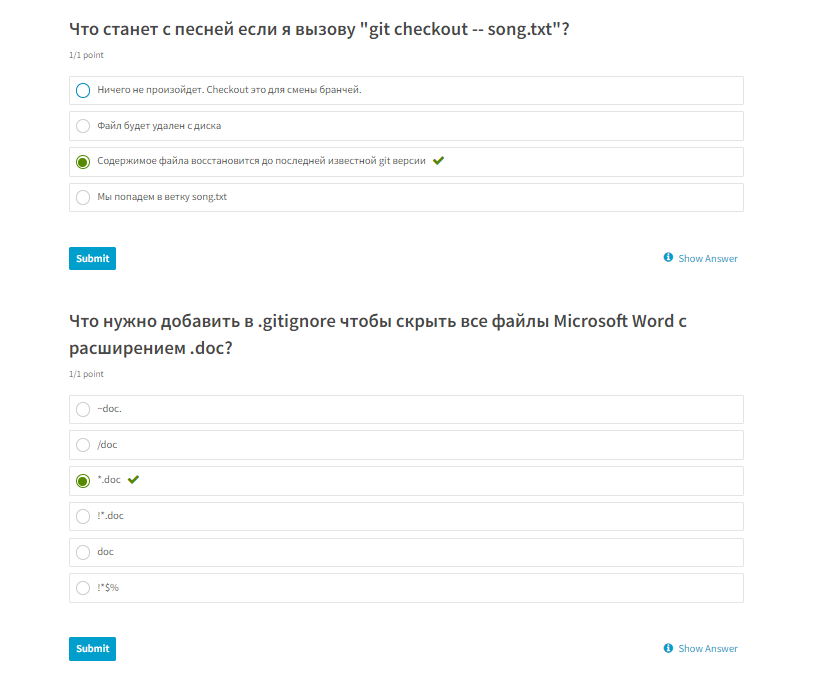 Что станет с песней если я вызову "git checkout -- song.txt"?
1/1 point
Ничего не произойдет. Checkout это для смены бранчей.
Файл будет удален с диска
Содержимое файла восстановится до последней известной git версии
Мы попадем в ветку song.txt
Submit
Show Answer
Что нужно добавить в .gitignore чтобы скрыть все файлы Microsoft Word с
расширением .doc?
1/1 point
~doc.
/doc
*.doc
!*.doc
doc
!*$%
Submit
Show Answer